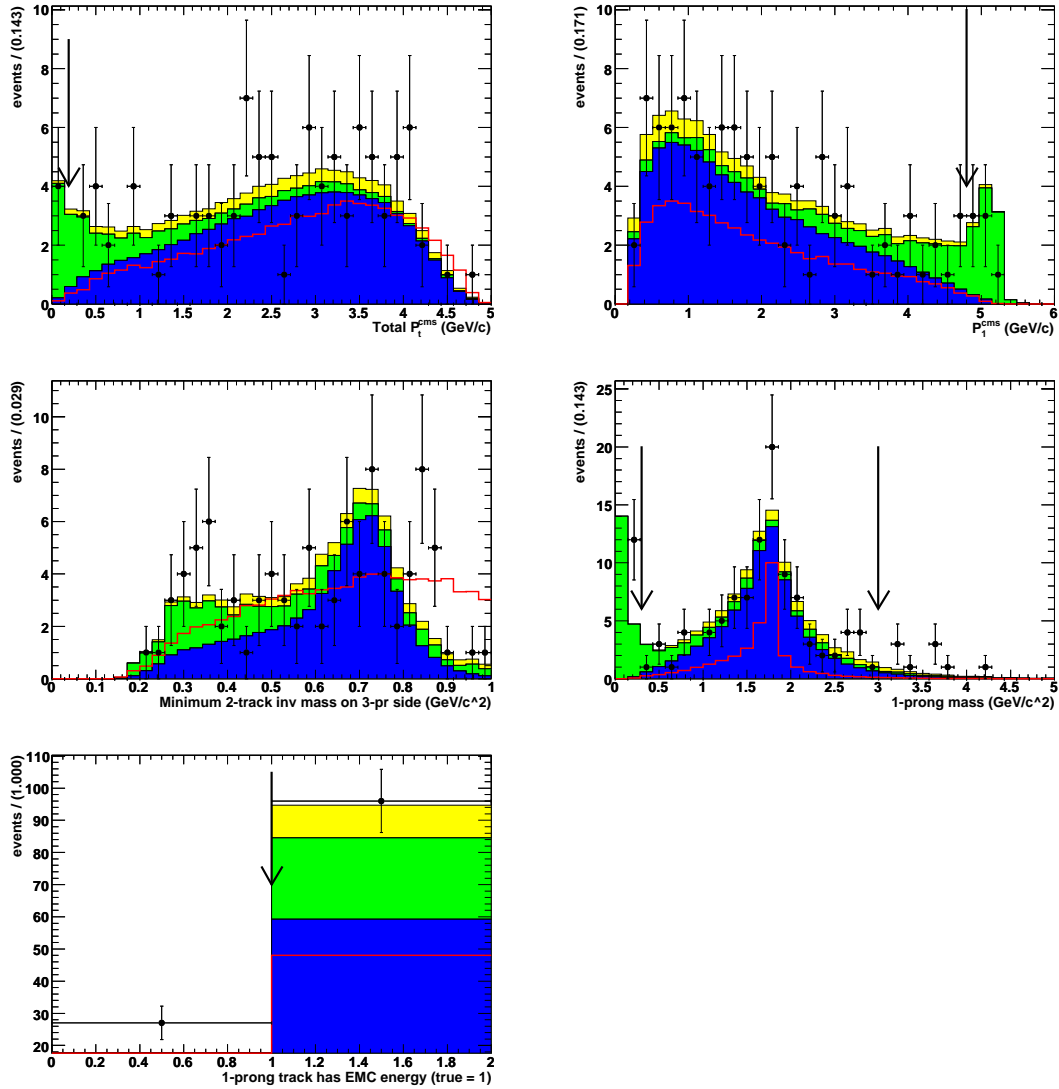 events / (0.143)
10
8
6
4
2
0
0 0.5 1 1.5 2 2.5 3 3.5 4 4.5 5
Total P_t^cms (GeV/c)
events / (0.171)
10
8
6
4
2
0
0 1 2 3 4 5 6
P_1^cms (GeV/c)
events / (0.029)
10
8
6
4
2
0
0 0.1 0.2 0.3 0.4 0.5 0.6 0.7 0.8 0.9 1
Minimum 2-track inv mass on 3-pr side (GeV/c^2)
events / (0.143)
25
20
15
10
5
0
0 0.5 1 1.5 2 2.5 3 3.5 4 4.5 5
1-prong mass (GeV/c^2)
events / (1.000)
110
100
90
80
70
60
50
40
30
20
0 0.2 0.4 0.6 0.8 1 1.2 1.4 1.6 1.8 2
1-prong track has EMC energy (true = 1)